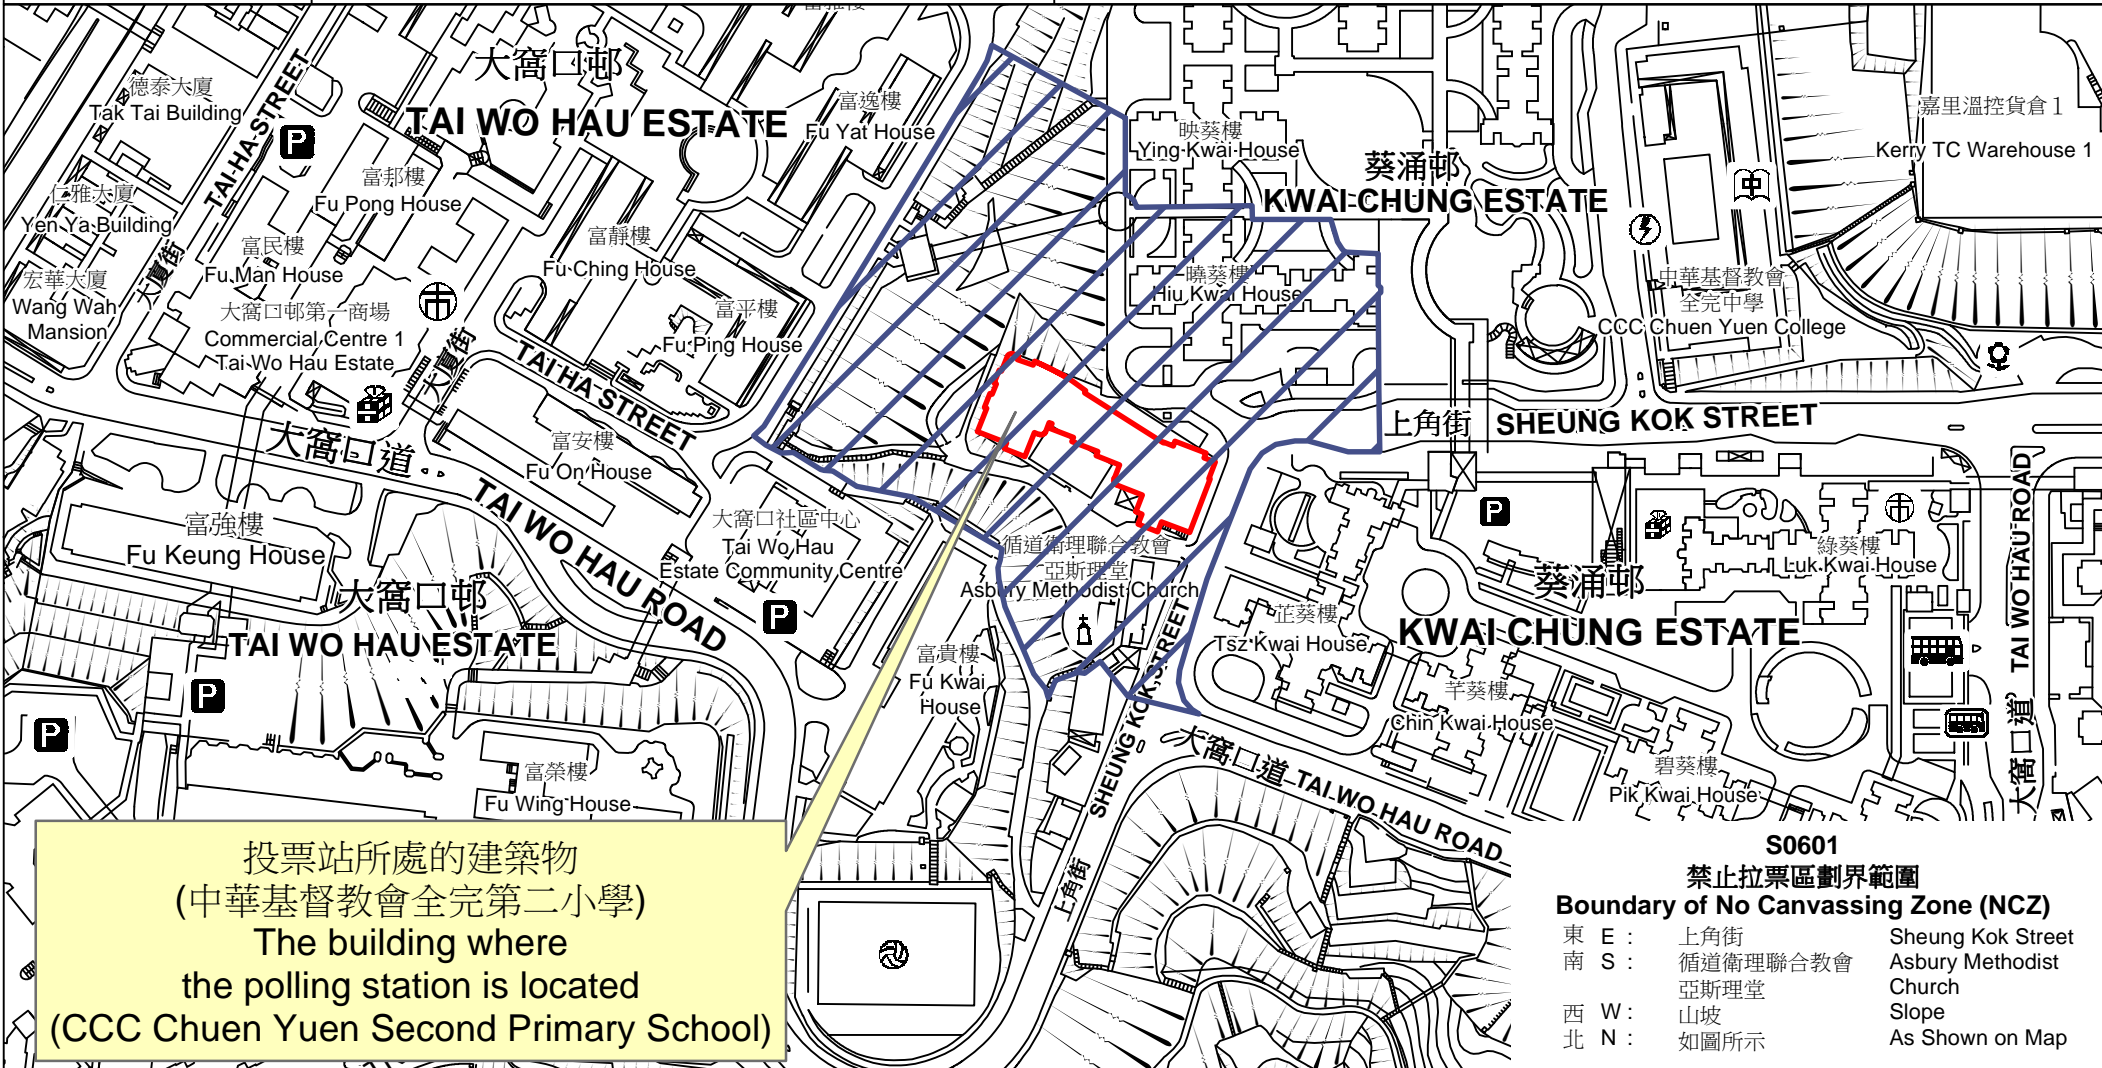 大窩口邨
TAI WO HAU ESTATE
德泰大廈
Tak Tai Building
TAI HA STREET
富逸樓
Fu Yat House
映葵樓
Ying Kwai House
葵涌邨
KWAI CHUNG ESTATE
嘉里溫控貨倉 1
Kerry TC Warehouse 1
仁雅大廈
Yen Ya Building
富邦樓
Fu Pong House
富民樓
Fu Man House
大廈街
富靜樓
Fu Ching House
宏華大廈
Wang Wah
Mansion
大窩口邨第一商場
Commercial Centre 1
Tai Wo Hau Estate
富平樓
Fu Ping House
曉葵樓
Hiu Kwai House
中華基督教會
全完中學
CCC Chuen Yuen College
大廈街
TAI HA STREET
上角街
SHEUNG KOK STREET
大窩口道
TAI WO HAU ROAD
富安樓
Fu On House
富強樓
Fu Keung House
大窩口社區中心
Tai Wo Hau
Estate Community Centre
循道衛理聯合教會
亞斯理堂
Asbury Methodist Church
綠葵樓
Luk Kwai House
TAI WO HAU ROAD
大窩口道
大窩口邨
TAI WO HAU ESTATE
芷葵樓
Tsz Kwai House
葵涌邨
KWAI CHUNG ESTATE
富貴樓
Fu Kwai
House
芊葵樓
Chin Kwai House
SHEUNG KOK STREET
上角街
大窩口道 TAI WO HAU ROAD
碧葵樓
Pik Kwai House
富榮樓
Fu Wing House
投票站所處的建築物
(中華基督教會全完第二小學)
The building where
the polling station is located
(CCC Chuen Yuen Second Primary School)
S0601
禁止拉票區劃界範圍
Boundary of No Canvassing Zone (NCZ)
東 E : 上角街 Sheung Kok Street
南 S : 循道衛理聯合教會 Asbury Methodist
亞斯理堂 Church
西 W : 山坡 Slope
北 N : 如圖所示 As Shown on Map
P
P
P
P
P
中
市
市